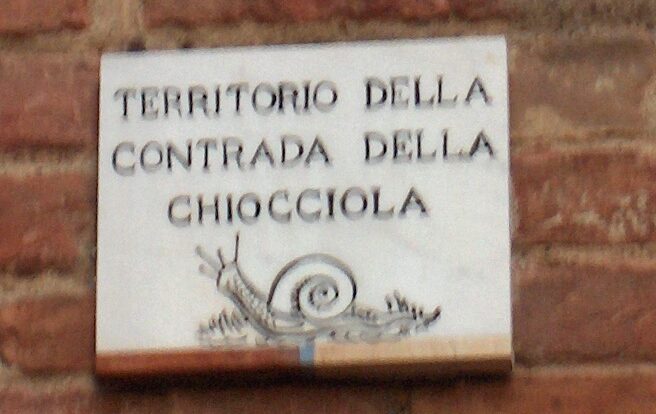 TERRITORIO DELLA
CONTRADA DELLA
CHIOCCIOLA